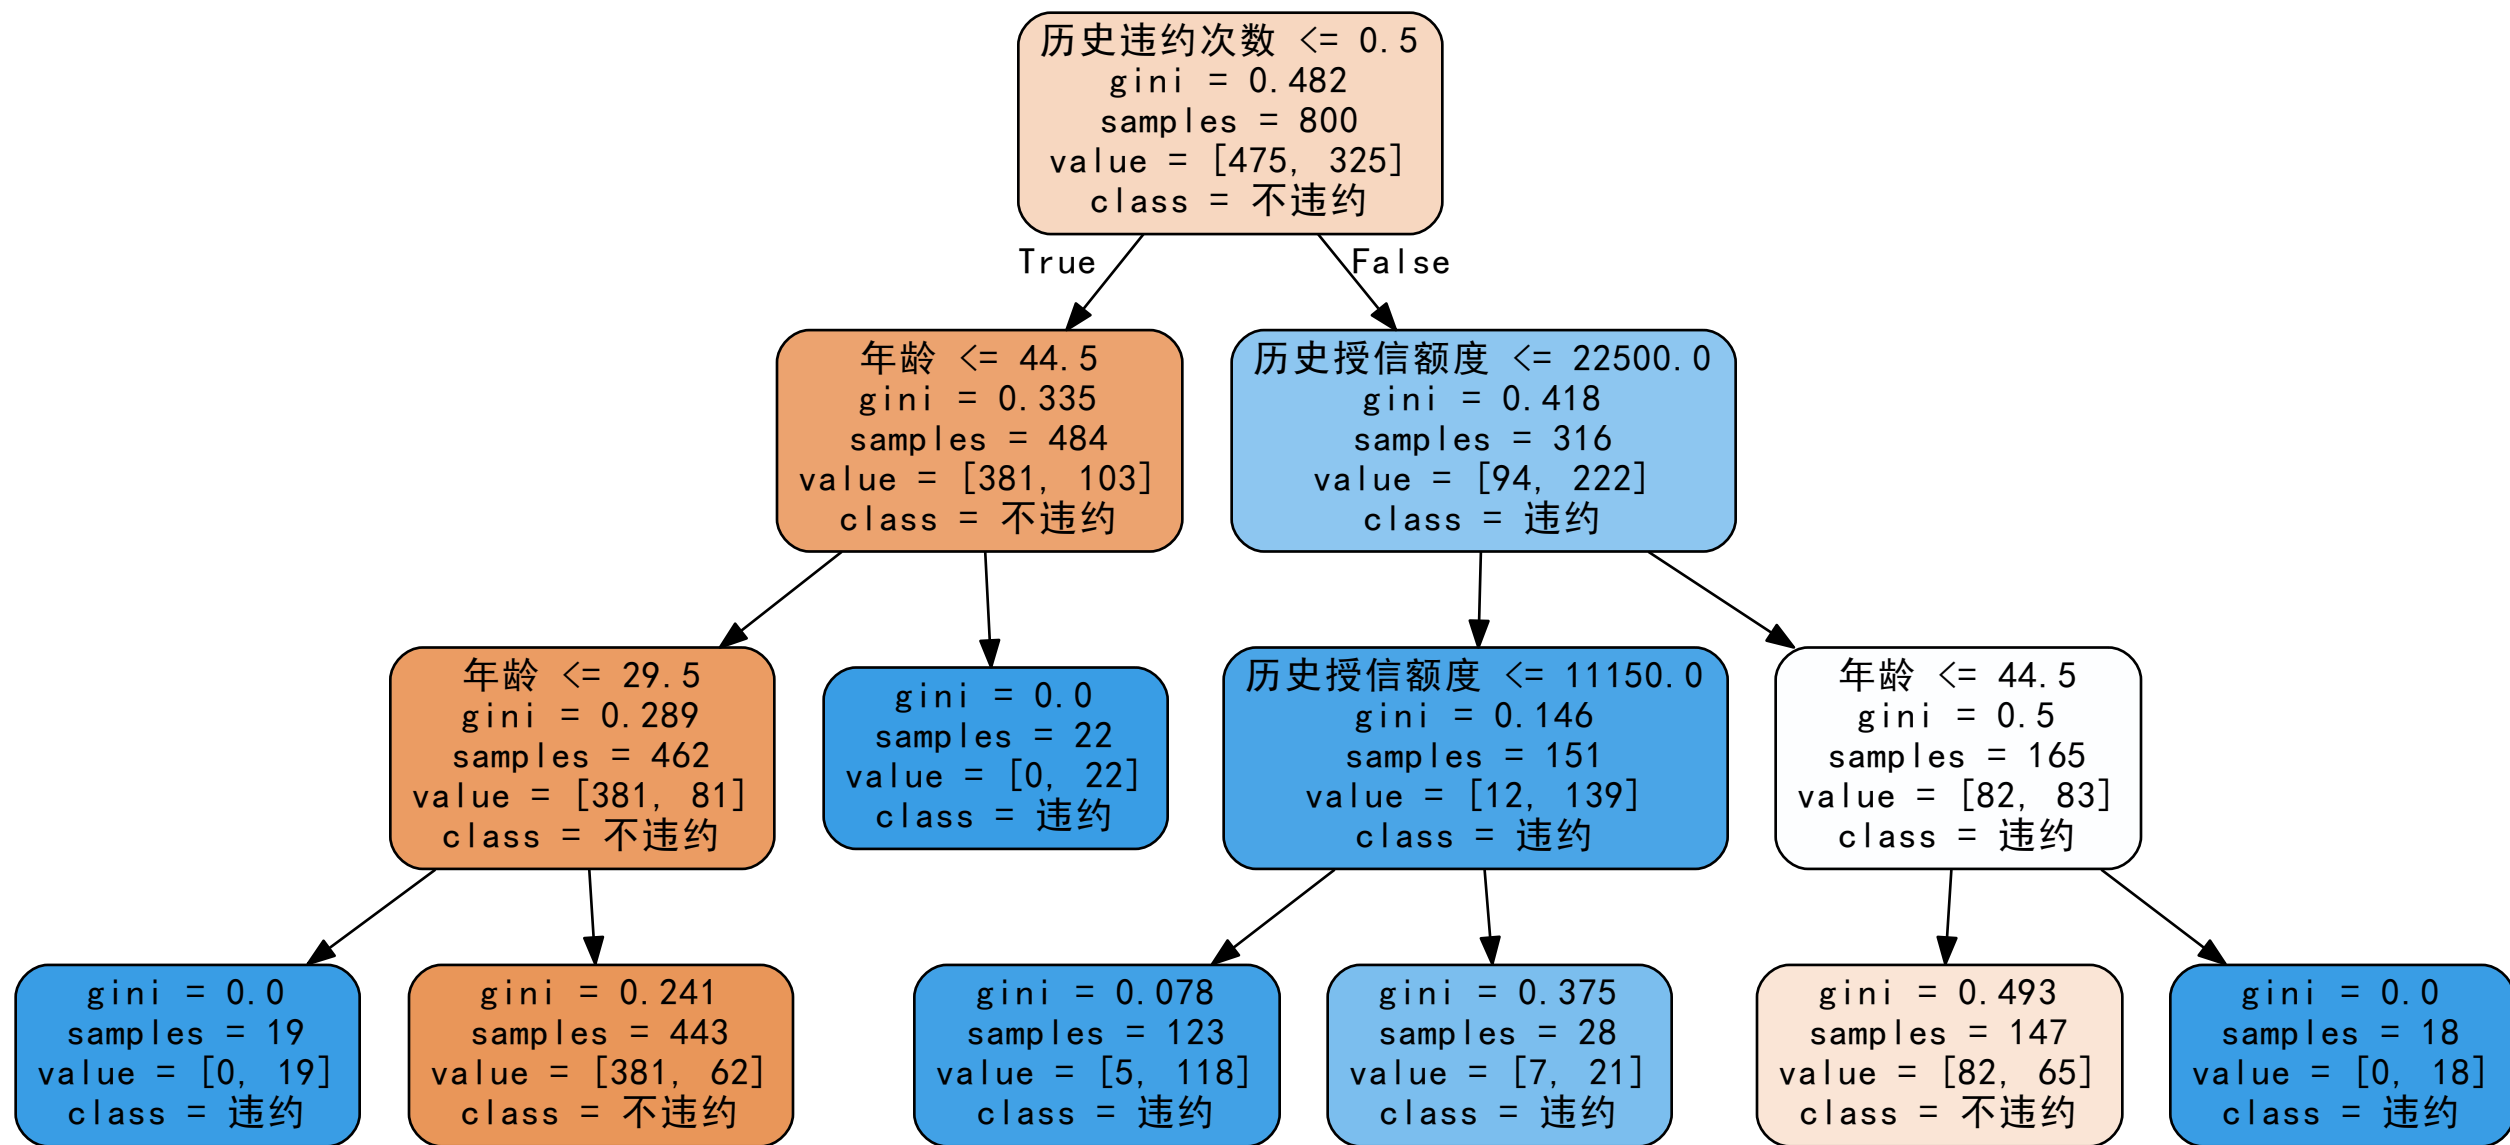 历史违约次数 <= 0.5
gini = 0.482
samples = 800
value = [475, 325]
class = 不违约
True
False
年龄 <= 44.5
gini = 0.335
samples = 484
value = [381, 103]
class = 不违约
历史授信额度 <= 22500.0
gini = 0.418
samples = 316
value = [94, 222]
class = 违约
年龄 <= 29.5
gini = 0.289
samples = 462
value = [381, 81]
class = 不违约
gini = 0.0
samples = 22
value = [0, 22]
class = 违约
历史授信额度 <= 11150.0
gini = 0.146
samples = 151
value = [12, 139]
class = 违约
年龄 <= 44.5
gini = 0.5
samples = 165
value = [82, 83]
class = 违约
gini = 0.0
samples = 19
value = [0, 19]
class = 违约
gini = 0.241
samples = 443
value = [381, 62]
class = 不违约
gini = 0.078
samples = 123
value = [5, 118]
class = 违约
gini = 0.375
samples = 28
value = [7, 21]
class = 违约
gini = 0.493
samples = 147
value = [82, 65]
class = 不违约
gini = 0.0
samples = 18
value = [0, 18]
class = 违约